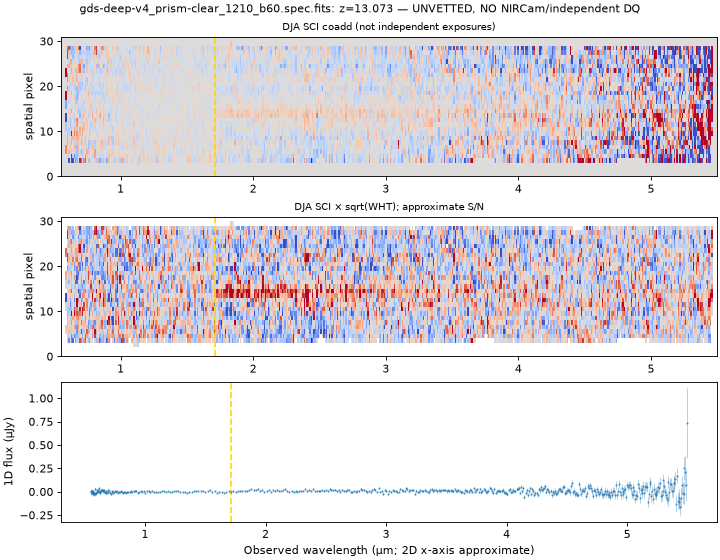 gds-deep-v4_prism-clear_1210_b60.spec.fits: z=13.073 — UNVETTED, NO NIRCam/independent DQ
DJA SCI coadd (not independent exposures)
spatial pixel
30
20
10
0
1 2 3 4 5
DJA SCI × sqrt(WHT); approximate S/N
spatial pixel
30
20
10
0
1 2 3 4 5
1D flux (μJy)
1.00
0.75
0.50
0.25
0.00
−0.25
1 2 3 4 5
Observed wavelength (μm; 2D x-axis approximate)